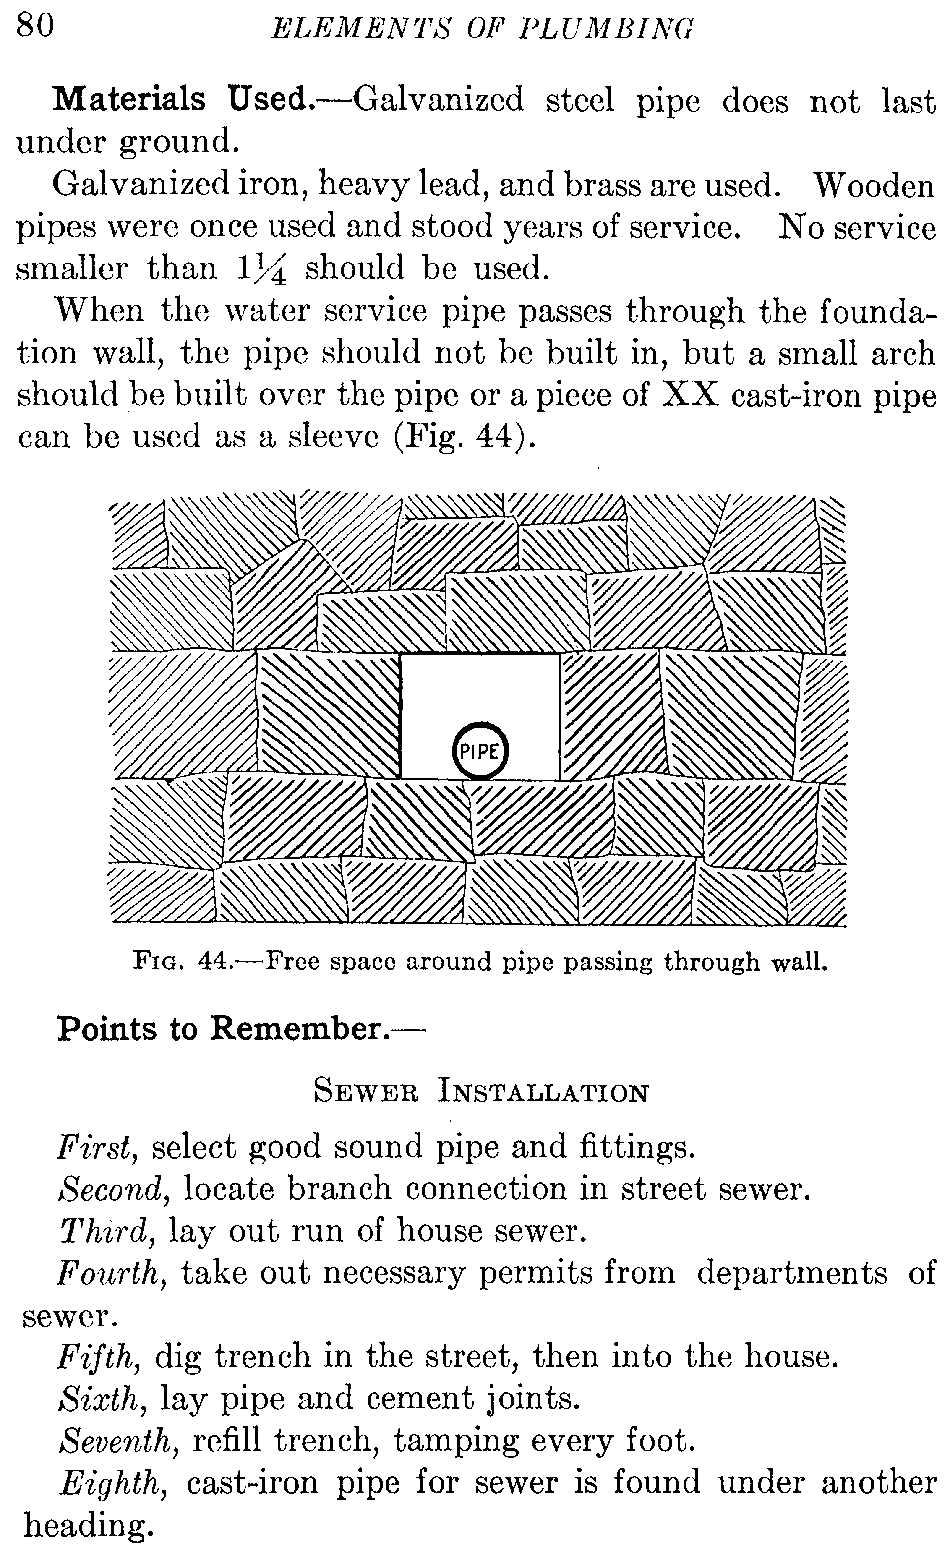 80 ELEMENTS OF PLUMBING
Materials Used.—Galvanized steel pipe does not last
under ground.
Galvanized iron, heavy lead, and brass are used. Wooden
pipes were once used and stood years of service. No service
smaller than 1¼ should be used.
When the water service pipe passes through the founda-
tion wall, the pipe should not be built in, but a small arch
should be built over the pipe or a piece of XX cast-iron pipe
can be used as a sleeve (Fig. 44).
PIPE
Fig. 44.—Free space around pipe passing through wall.
Points to Remember.—
Sewer Installation
First, select good sound pipe and fittings.
Second, locate branch connection in street sewer.
Third, lay out run of house sewer.
Fourth, take out necessary permits from departments of
sewer.
Fifth, dig trench in the street, then into the house.
Sixth, lay pipe and cement joints.
Seventh, refill trench, tamping every foot.
Eighth, cast-iron pipe for sewer is found under another
heading.